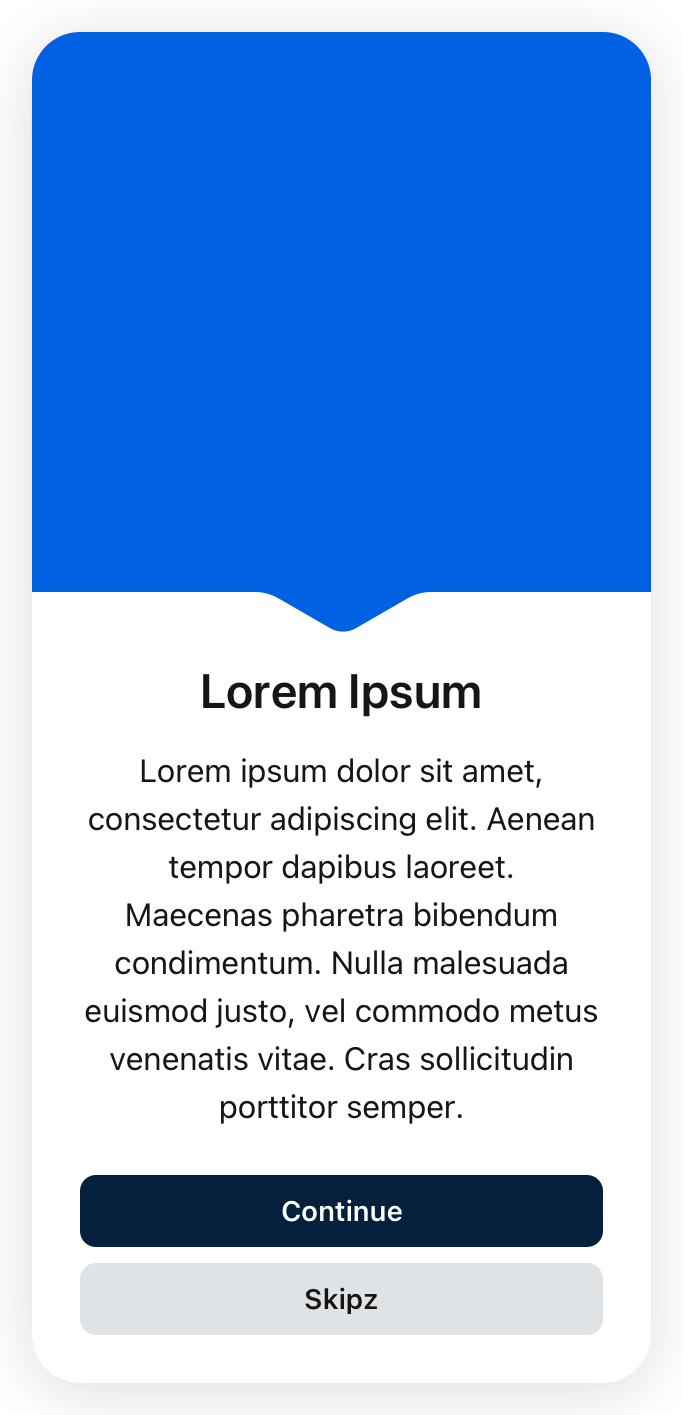 Lorem Ipsum
Lorem ipsum dolor sit amet,
consectetur adipiscing elit. Aenean
tempor dapibus laoreet.
Maecenas pharetra bibendum
condimentum. Nulla malesuada
euismod justo, vel commodo metus
venenatis vitae. Cras sollicitudin
porttitor semper.
Continue
Skipz